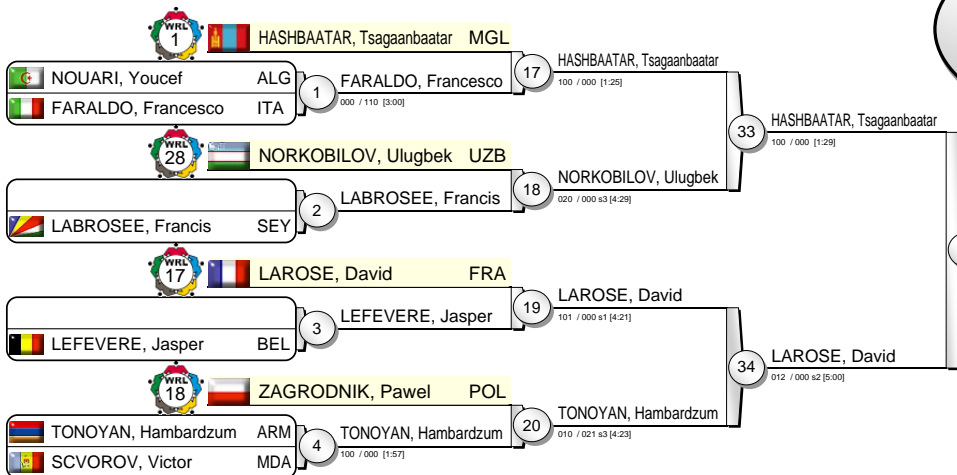 WRL
1
HASHBAATAR, Tsagaanbaatar MGL
NOUARI, Youcef ALG
FARALDO, Francesco ITA
1
FARALDO, Francesco
000 / 110 [3:00]
17
HASHBAATAR, Tsagaanbaatar
100 / 000 [1:25]
WRL
28
NORKOBILOV, Ulugbek UZB
LABROSEE, Francis SEY
2
LABROSEE, Francis
18
NORKOBILOV, Ulugbek
020 / 000 s3 [4:29]
33
HASHBAATAR, Tsagaanbaatar
100 / 000 [1:29]
WRL
17
LAROSE, David FRA
LEFEVERE, Jasper BEL
3
LEFEVERE, Jasper
19
LAROSE, David
101 / 000 s1 [4:21]
WRL
18
ZAGRODNIK, Pawel POL
TONOYAN, Hambardzum ARM
SCVOROV, Victor MDA
4
TONOYAN, Hambardzum
100 / 000 [1:57]
20
TONOYAN, Hambardzum
010 / 021 s3 [4:23]
34
LAROSE, David
012 / 000 s2 [5:00]